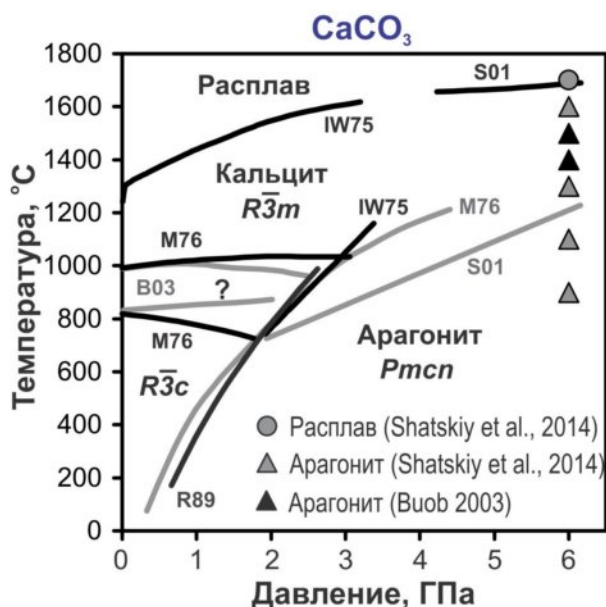 CaCO₃
Температура, °C
1800
1600
1400
1200
1000
800
600
400
200
0
Расплав
S01
IW75
Кальцит
R3̅m
IW75
M76
M76
S01
B03
?
M76
R3̅c
Арагонит
Pmcn
R89
Расплав (Shatskiy et al., 2014)
Арагонит (Shatskiy et al., 2014)
Арагонит (Buob 2003)
0 1 2 3 4 5 6
Давление, ГПа